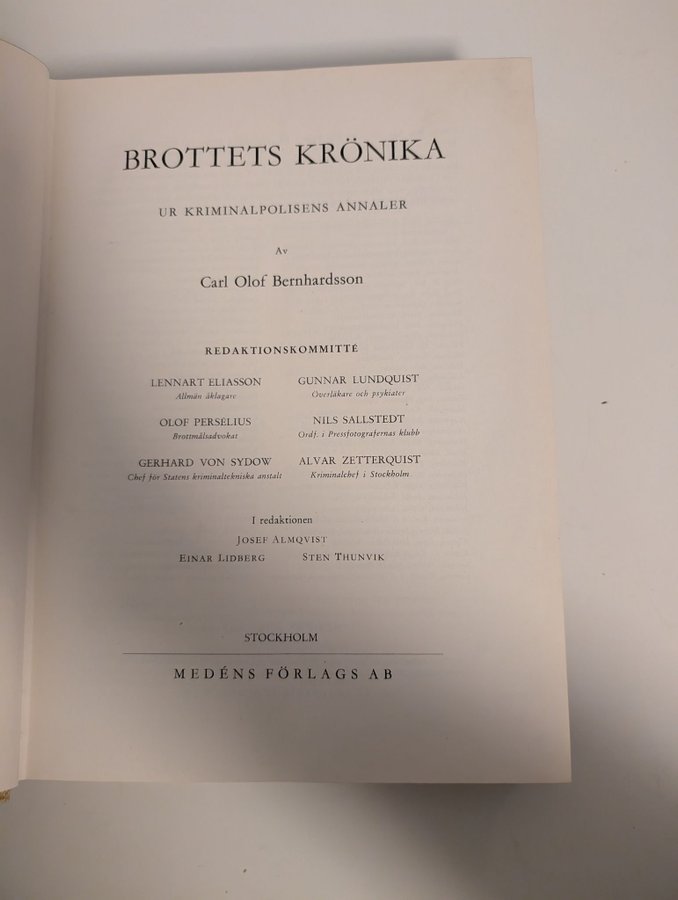 BROTTETS KRÖNIKA
UR KRIMINALPOLISENS ANNALER
Av
Carl Olof Bernhardsson
REDAKTIONSKOMMITTÉ
LENNART ELIASSON GUNNAR LUNDQUIST
Allmän åklagare Överläkare och psykiater
OLOF PERSELIUS NILS SALLSTEDT
Brottmålsadvokat Ordf. i Pressfotografernas klubb
GERHARD VON SYDOW ALVAR ZETTERQUIST
Chef för Statens kriminaltekniska anstalt Kriminalchef i Stockholm
I redaktionen
JOSEF ALMQVIST
EINAR LIDBERG STEN THUNVIK
STOCKHOLM
MEDÉNS FÖRLAGS AB